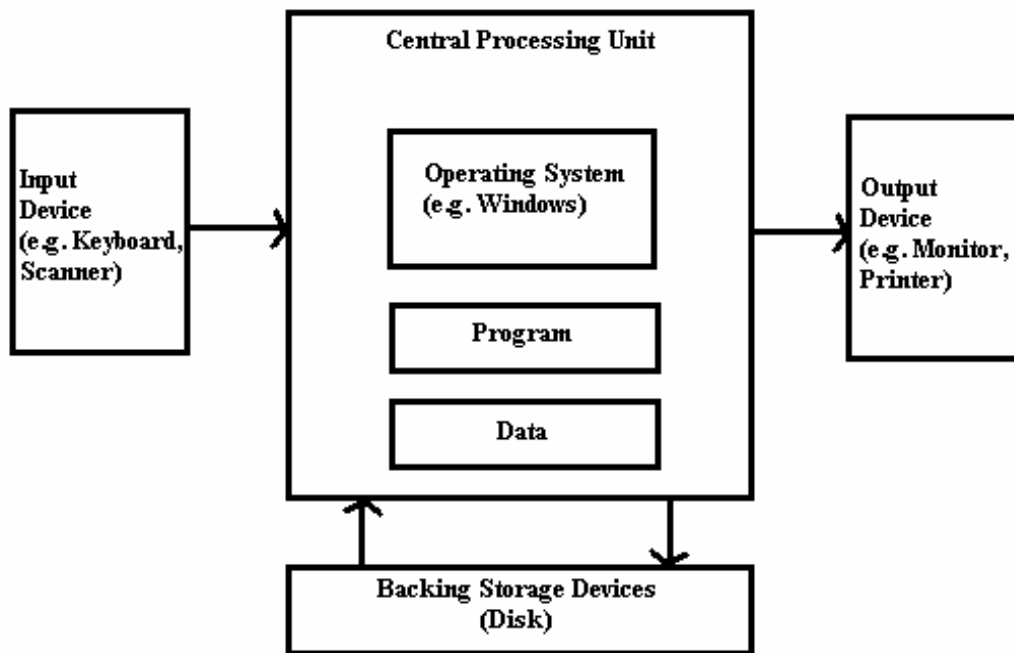 Central Processing Unit
Input
Device
(e.g. Keyboard,
Scanner)
Operating System
(e.g. Windows)
Program
Data
Output
Device
(e.g. Monitor,
Printer)
Backing Storage Devices
(Disk)